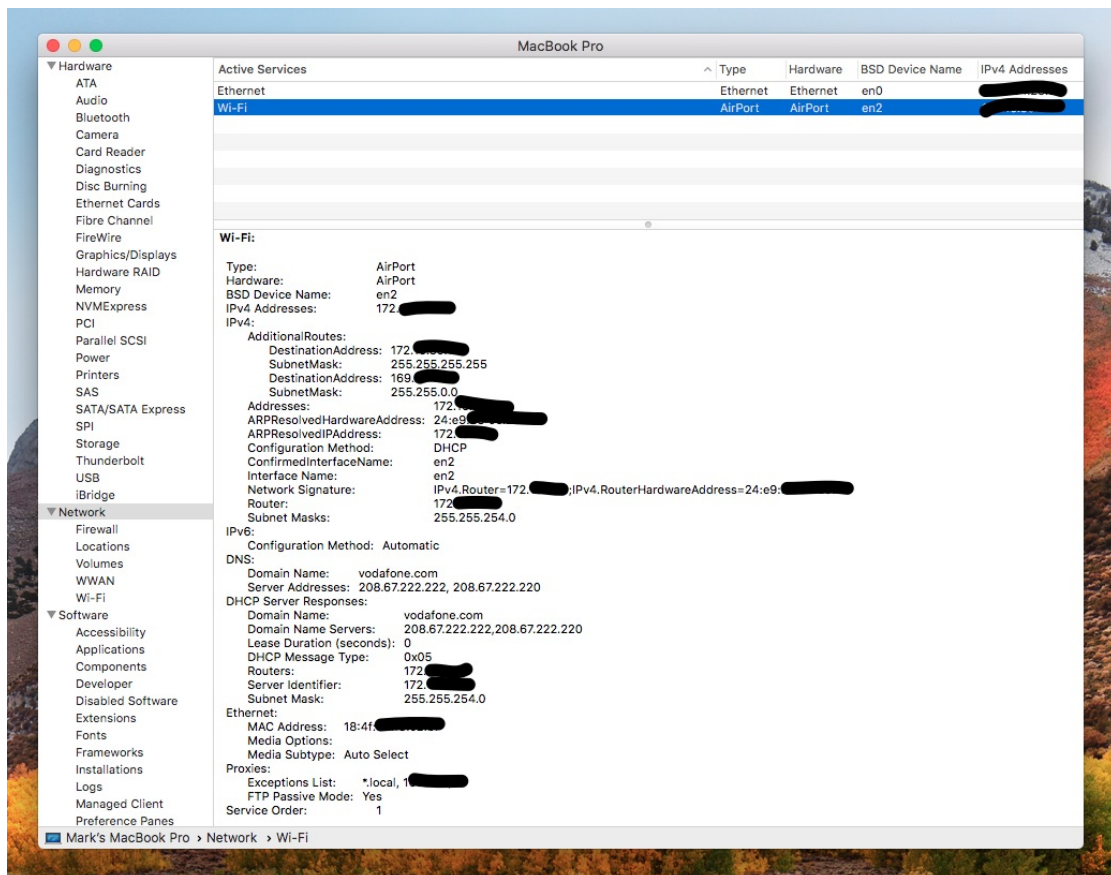 MacBook Pro
Hardware
ATA
Audio
Bluetooth
Camera
Card Reader
Diagnostics
Disc Burning
Ethernet Cards
Fibre Channel
FireWire
Graphics/Displays
Hardware RAID
Memory
NVMExpress
PCI
Parallel SCSI
Power
Printers
SAS
SATA/SATA Express
SPI
Storage
Thunderbolt
USB
iBridge
Network
Firewall
Locations
Volumes
WWAN
Wi-Fi
Software
Accessibility
Applications
Components
Developer
Disabled Software
Extensions
Fonts
Frameworks
Installations
Logs
Managed Client
Preference Panes
Active Services Type Hardware BSD Device Name IPv4 Addresses
Ethernet Ethernet Ethernet en0
Wi-Fi AirPort AirPort en2
Wi-Fi:
Type: AirPort
Hardware: AirPort
BSD Device Name: en2
IPv4 Addresses: 172.
IPv4:
AdditionalRoutes:
DestinationAddress: 172.
SubnetMask: 255.255.255.255
DestinationAddress: 169.
SubnetMask: 255.255.0.0
Addresses: 172.
ARPResolvedHardwareAddress: 24:e9:
ARPResolvedIPAddress: 172.
Configuration Method: DHCP
ConfirmedInterfaceName: en2
Interface Name: en2
Network Signature: IPv4.Router=172. ;IPv4.RouterHardwareAddress=24:e9:
Router: 172
Subnet Masks: 255.255.254.0
IPv6:
Configuration Method: Automatic
DNS:
Domain Name: vodafone.com
Server Addresses: 208.67.222.222, 208.67.222.220
DHCP Server Responses:
Domain Name: vodafone.com
Domain Name Servers: 208.67.222.222,208.67.222.220
Lease Duration (seconds): 0
DHCP Message Type: 0x05
Routers: 172.
Server Identifier: 172.
Subnet Mask: 255.255.254.0
Ethernet:
MAC Address: 18:4f:
Media Options:
Media Subtype: Auto Select
Proxies:
Exceptions List: *.local, 1
FTP Passive Mode: Yes
Service Order: 1
Mark's MacBook Pro › Network › Wi-Fi